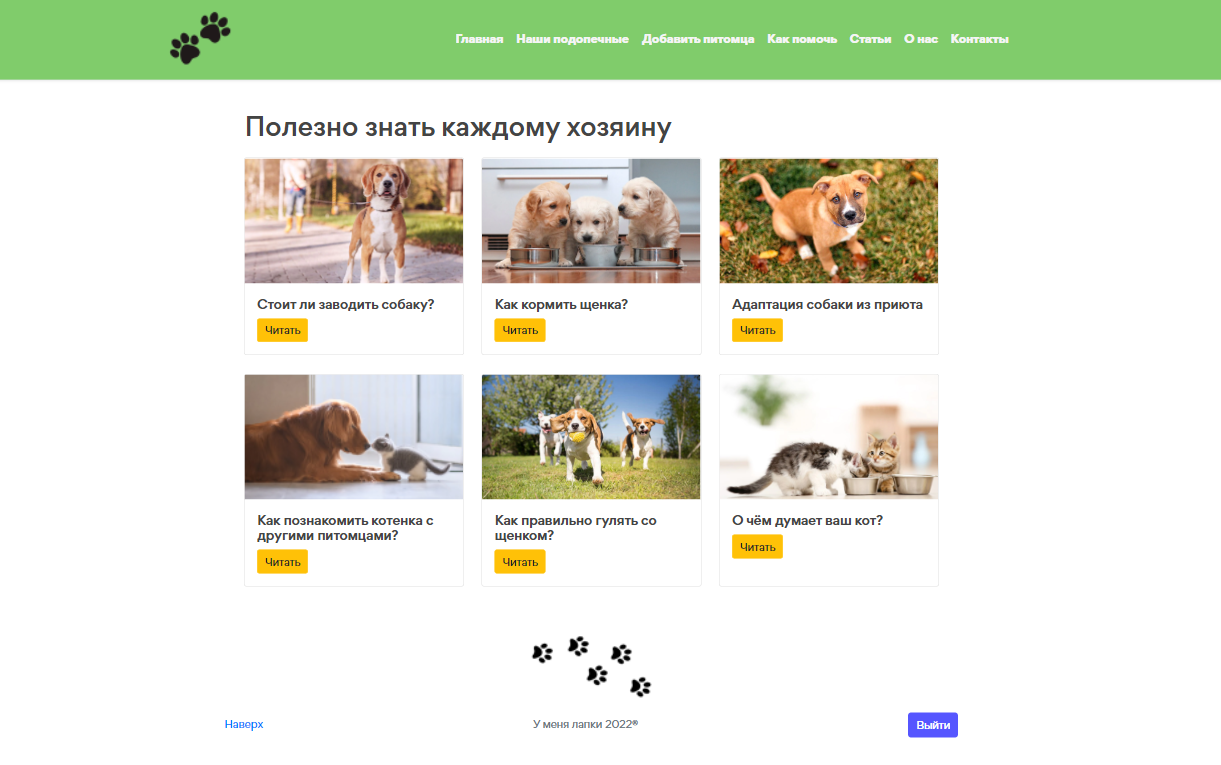 Главная Наши подопечные Добавить питомца Как помочь Статьи О нас Контакты
Полезно знать каждому хозяину
Стоит ли заводить собаку?
Читать
Как кормить щенка?
Читать
Адаптация собаки из приюта
Читать
Как познакомить котенка с
другими питомцами?
Читать
Как правильно гулять со
щенком?
Читать
О чём думает ваш кот?
Читать
Наверх
У меня лапки 2022®
Выйти